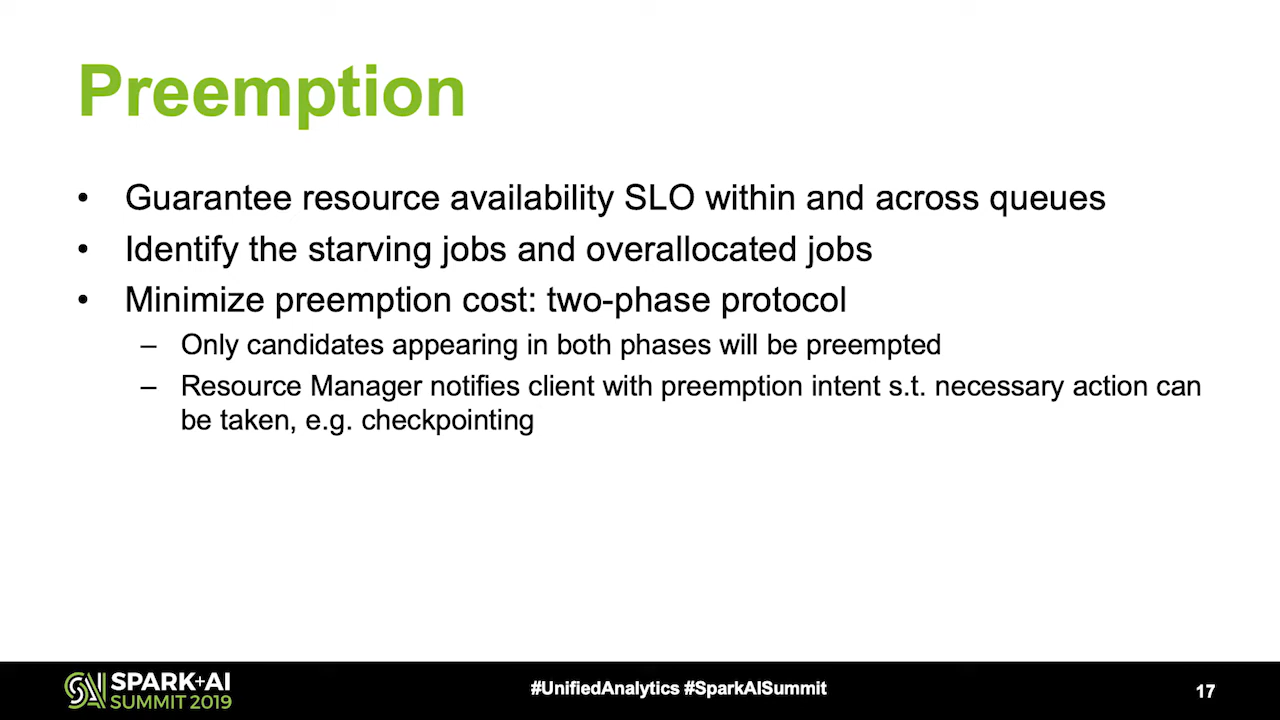 Preemption
• Guarantee resource availability SLO within and across queues
• Identify the starving jobs and overallocated jobs
• Minimize preemption cost: two-phase protocol
– Only candidates appearing in both phases will be preempted
– Resource Manager notifies client with preemption intent s.t. necessary action can
be taken, e.g. checkpointing
SPARK+AI
SUMMIT 2019
#UnifiedAnalytics #SparkAISummit
17